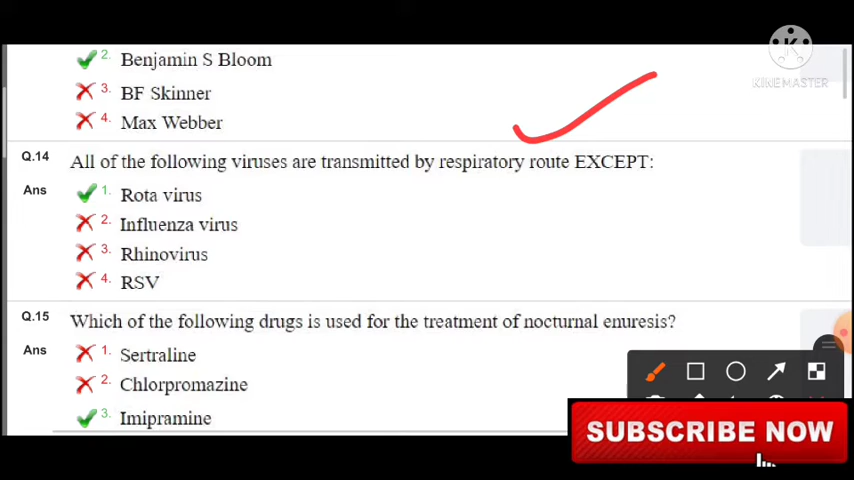 2. Benjamin S Bloom
3. BF Skinner
4. Max Webber
KINEMASTER
Q.14 All of the following viruses are transmitted by respiratory route EXCEPT:
Ans 1. Rota virus
2. Influenza virus
3. Rhinovirus
4. RSV
Q.15 Which of the following drugs is used for the treatment of nocturnal enuresis?
Ans 1. Sertraline
2. Chlorpromazine
3. Imipramine
SUBSCRIBE NOW